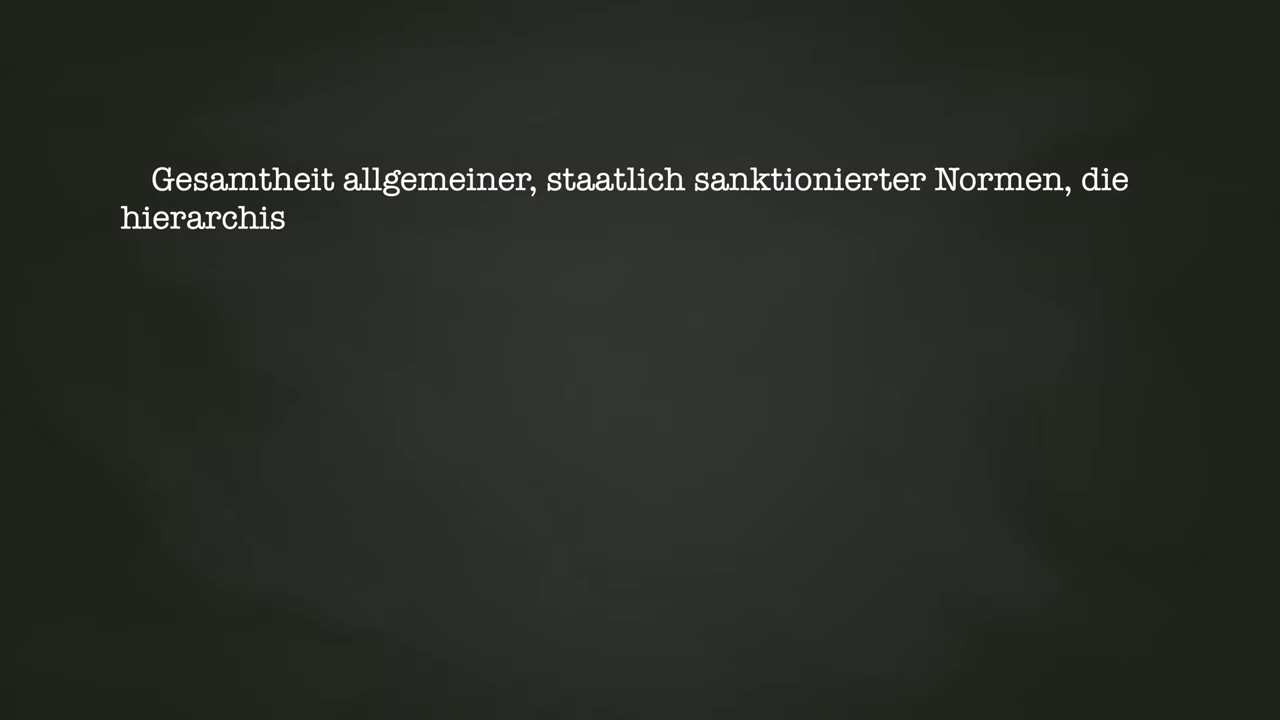 Gesamtheit allgemeiner, staatlich sanktionierter Normen, die
hierarchis